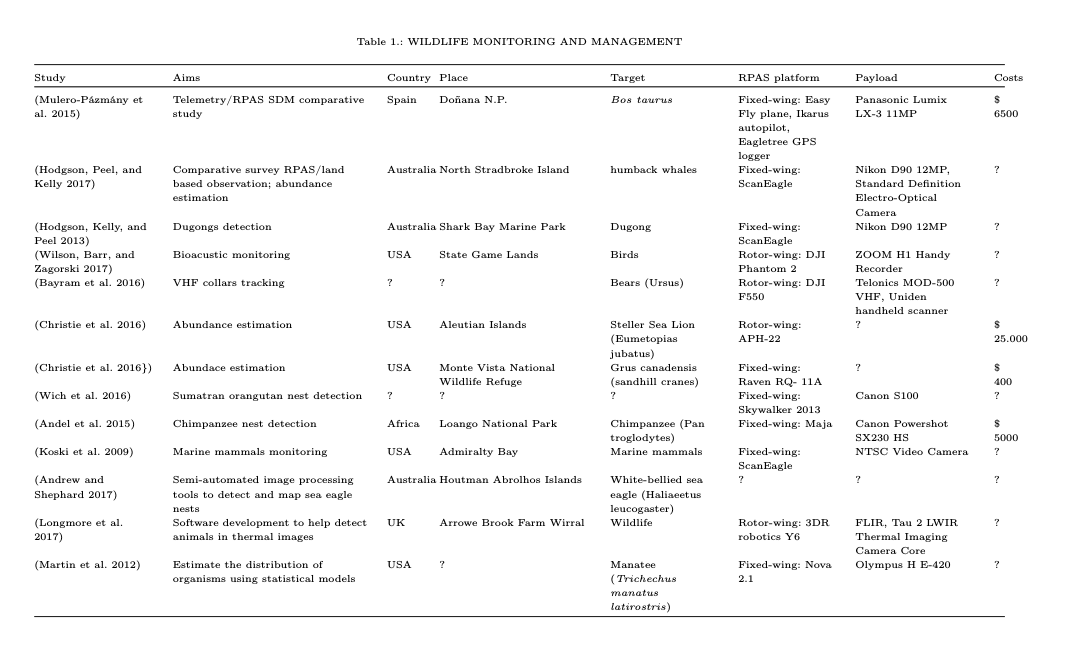 Table 1.: WILDLIFE MONITORING AND MANAGEMENT
Study Aims Country Place Target RPAS platform Payload Costs
(Mulero-Pázmány et Telemetry/RPAS SDM comparative Spain Doñana N.P. Bos taurus Fixed-wing: Easy Panasonic Lumix $
al. 2015) study Fly plane, Ikarus LX-3 11MP 6500
autopilot,
Eagletree GPS
logger
(Hodgson, Peel, and Comparative survey RPAS/land Australia North Stradbroke Island humback whales Fixed-wing: Nikon D90 12MP, ?
Kelly 2017) based observation; abundance ScanEagle Standard Definition
estimation Electro-Optical
Camera
(Hodgson, Kelly, and Dugongs detection Australia Shark Bay Marine Park Dugong Fixed-wing: Nikon D90 12MP ?
Peel 2013) ScanEagle
(Wilson, Barr, and Bioacustic monitoring USA State Game Lands Birds Rotor-wing: DJI ZOOM H1 Handy ?
Zagorski 2017) Phantom 2 Recorder
(Bayram et al. 2016) VHF collars tracking ? ? Bears (Ursus) Rotor-wing: DJI Telonics MOD-500 ?
F550 VHF, Uniden
handheld scanner
(Christie et al. 2016) Abundance estimation USA Aleutian Islands Steller Sea Lion Rotor-wing: ? $
(Eumetopias APH-22 25.000
jubatus)
(Christie et al. 2016}) Abundace estimation USA Monte Vista National Grus canadensis Fixed-wing: ? $
Wildlife Refuge (sandhill cranes) Raven RQ- 11A 400
(Wich et al. 2016) Sumatran orangutan nest detection ? ? ? Fixed-wing: Canon S100 ?
Skywalker 2013
(Andel et al. 2015) Chimpanzee nest detection Africa Loango National Park Chimpanzee (Pan Fixed-wing: Maja Canon Powershot $
troglodytes) SX230 HS 5000
(Koski et al. 2009) Marine mammals monitoring USA Admiralty Bay Marine mammals Fixed-wing: NTSC Video Camera ?
ScanEagle
(Andrew and Semi-automated image processing Australia Houtman Abrolhos Islands White-bellied sea ? ? ?
Shephard 2017) tools to detect and map sea eagle eagle (Haliaeetus
nests leucogaster)
(Longmore et al. Software development to help detect UK Arrowe Brook Farm Wirral Wildlife Rotor-wing: 3DR FLIR, Tau 2 LWIR ?
2017) animals in thermal images robotics Y6 Thermal Imaging
Camera Core
(Martin et al. 2012) Estimate the distribution of USA ? Manatee Fixed-wing: Nova Olympus H E-420 ?
organisms using statistical models (Trichechus 2.1
manatus
latirostris)